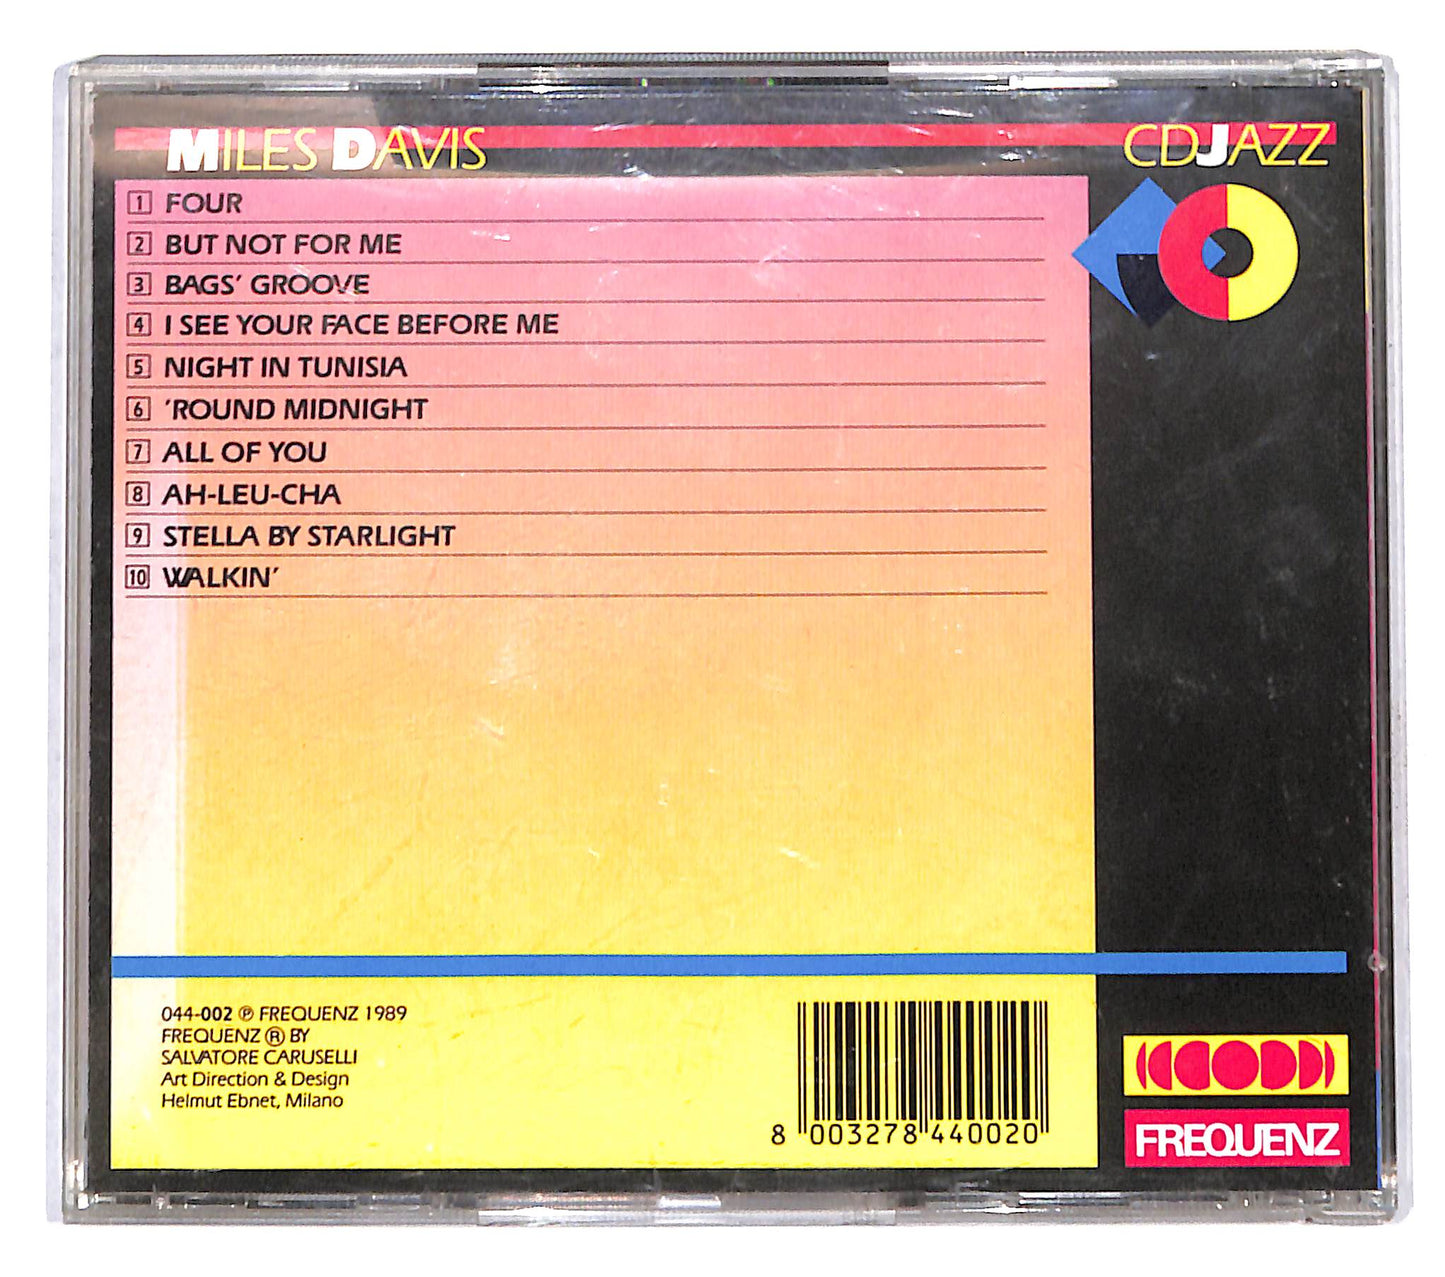 MILES DAVIS
CDJAZZ
1 FOUR
2 BUT NOT FOR ME
3 BAGS' GROOVE
4 I SEE YOUR FACE BEFORE ME
5 NIGHT IN TUNISIA
6 'ROUND MIDNIGHT
7 ALL OF YOU
8 AH-LEU-CHA
9 STELLA BY STARLIGHT
10 WALKIN'
044-002 ℗ FREQUENZ 1989
FREQUENZ ® BY
SALVATORE CARUSELLI
Art Direction & Design
Helmut Ebnet, Milano
8 003278 440020
FREQUENZ